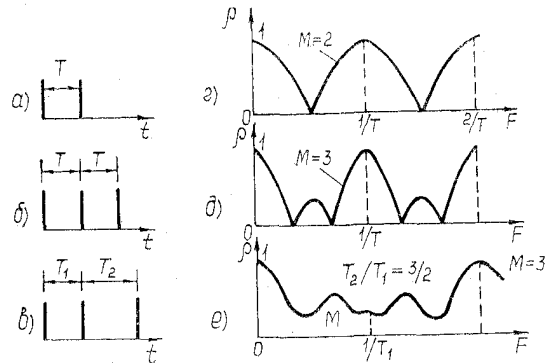 а)
T
t
б)
T
T
t
в)
T₁
T₂
t
г)
ρ
1
M=2
0
1/T
2/T
F
д)
ρ
1
M=3
0
1/T
F
е)
ρ
1
T₂/T₁=3/2
M=3
M
0
1/T₁
F